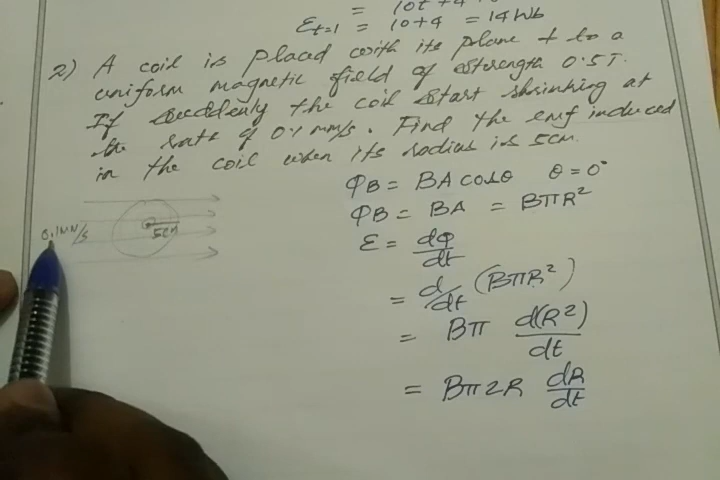 = 10t + 4
Et=1 = 10+4 = 14 Wb
2) A coil is placed with its plane ⊥ to a
uniform magnetic field of strength 0.5T.
If suddenly the coil start shrinking at
the rate of 0.1 mm/s. Find the emf induced
in the coil when its radius is 5cm.
ΦB = BA cosθ θ = 0°
ΦB = BA = BπR²
0.1mm/s
5cm
ε = dΦ/dt
= d/dt (BπR²)
= Bπ d(R²)/dt
= Bπ2R dR/dt